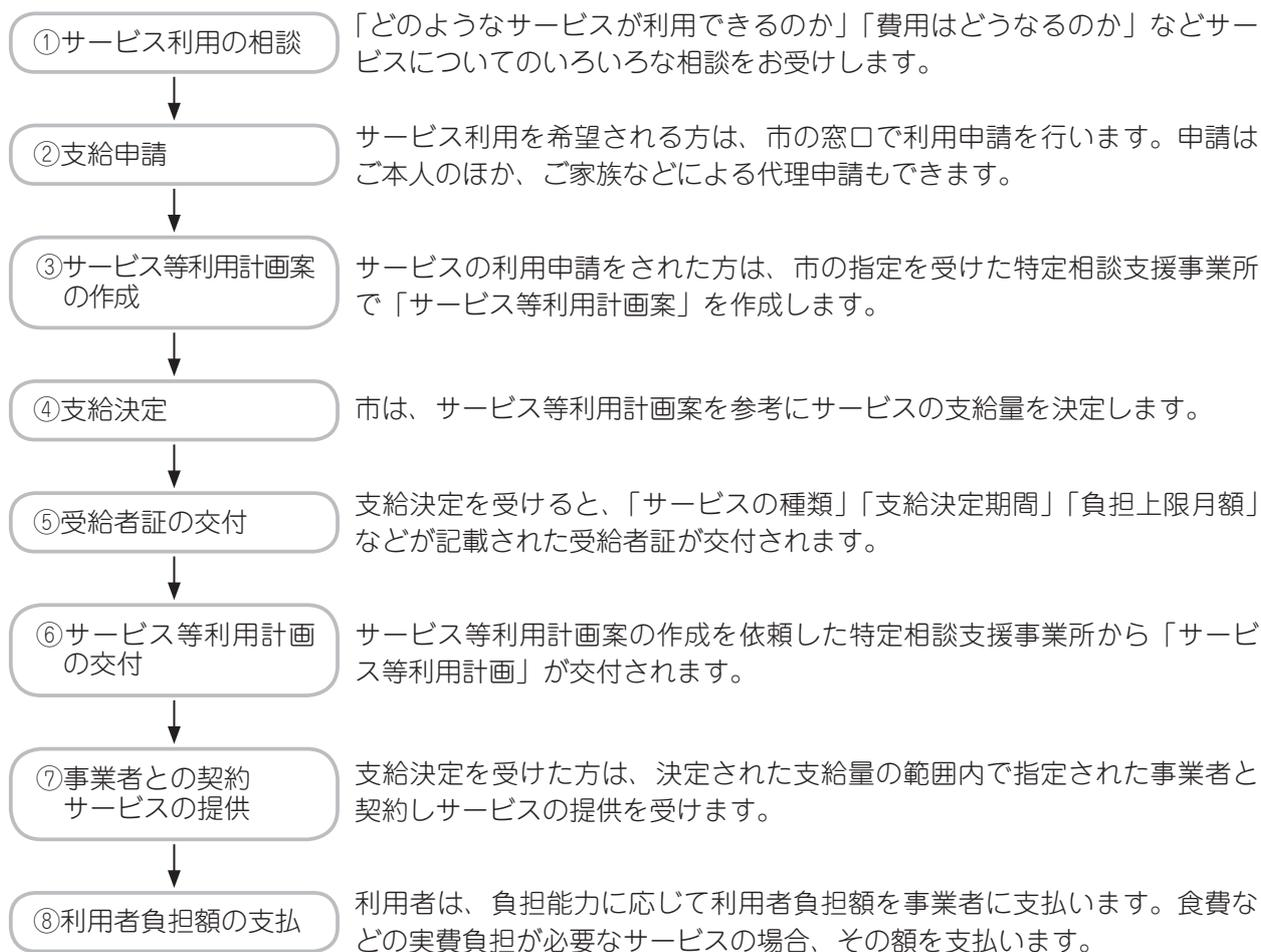 ①サービス利用の相談
「どのようなサービスが利用できるのか」「費用はどうなるのか」などサー
ビスについてのいろいろな相談をお受けします。
②支給申請
サービス利用を希望される方は、市の窓口で利用申請を行います。申請は
ご本人のほか、ご家族などによる代理申請もできます。
③サービス等利用計画案
の作成
サービスの利用申請をされた方は、市の指定を受けた特定相談支援事業所
で「サービス等利用計画案」を作成します。
④支給決定
市は、サービス等利用計画案を参考にサービスの支給量を決定します。
⑤受給者証の交付
支給決定を受けると、「サービスの種類」「支給決定期間」「負担上限月額」
などが記載された受給者証が交付されます。
⑥サービス等利用計画
の交付
サービス等利用計画案の作成を依頼した特定相談支援事業所から「サービ
ス等利用計画」が交付されます。
⑦事業者との契約
サービスの提供
支給決定を受けた方は、決定された支給量の範囲内で指定された事業者と
契約しサービスの提供を受けます。
⑧利用者負担額の支払
利用者は、負担能力に応じて利用者負担額を事業者に支払います。食費な
どの実費負担が必要なサービスの場合、その額を支払います。